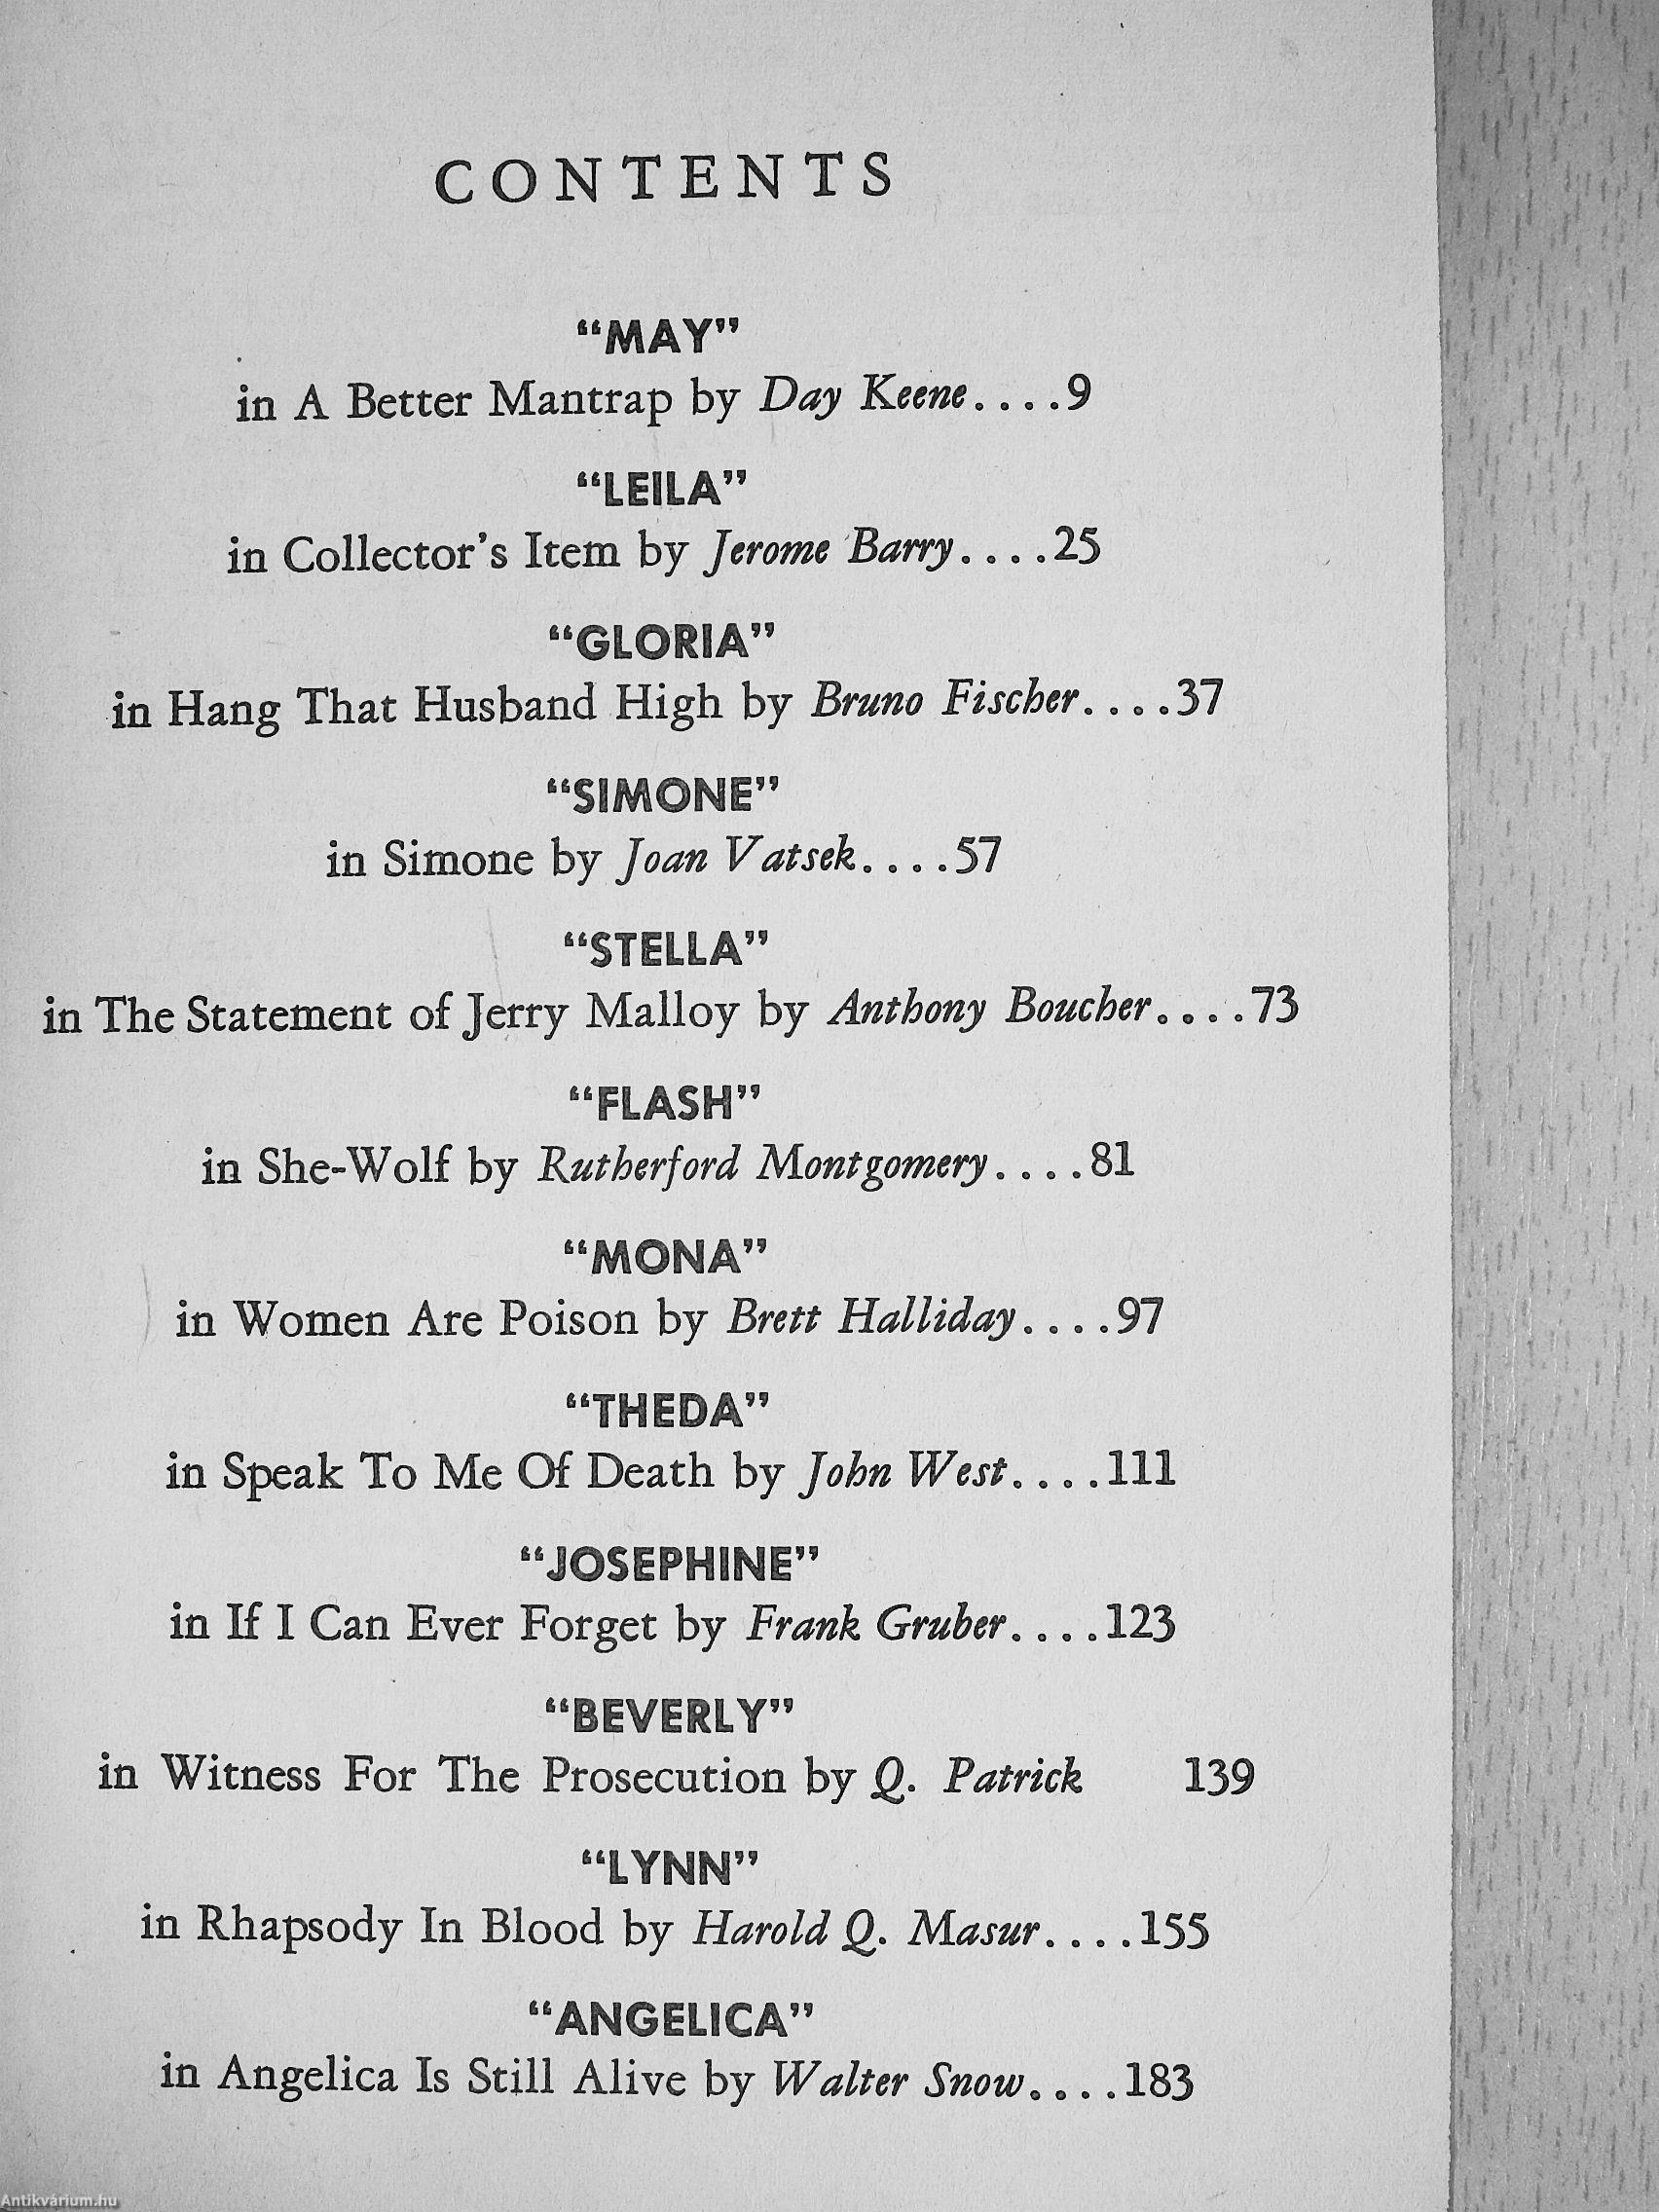 CONTENTS
“MAY”
in A Better Mantrap by Day Keene....9
“LEILA”
in Collector’s Item by Jerome Barry....25
“GLORIA”
in Hang That Husband High by Bruno Fischer....37
“SIMONE”
in Simone by Joan Vatsek....57
“STELLA”
in The Statement of Jerry Malloy by Anthony Boucher....73
“FLASH”
in She-Wolf by Rutherford Montgomery....81
“MONA”
in Women Are Poison by Brett Halliday....97
“THEDA”
in Speak To Me Of Death by John West....111
“JOSEPHINE”
in If I Can Ever Forget by Frank Gruber....123
“BEVERLY”
in Witness For The Prosecution by Q. Patrick 139
“LYNN”
in Rhapsody In Blood by Harold Q. Masur....155
“ANGELICA”
in Angelica Is Still Alive by Walter Snow....183
Antikvárium.hu